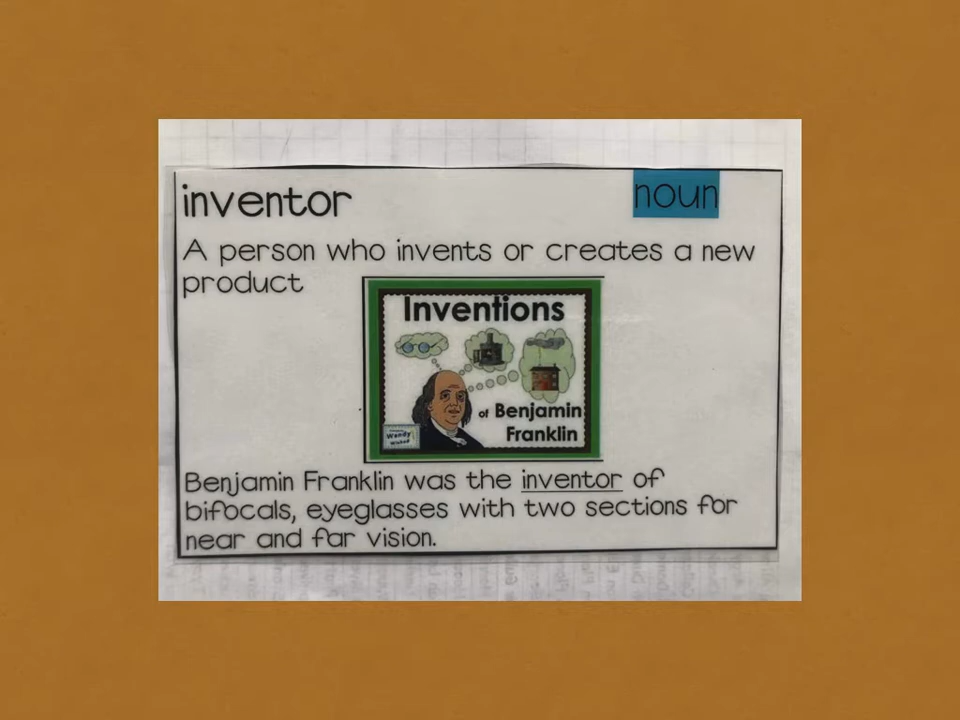 inventor noun
A person who invents or creates a new
product
Inventions
of Benjamin
Franklin
Benjamin Franklin was the inventor of
bifocals, eyeglasses with two sections for
near and far vision.